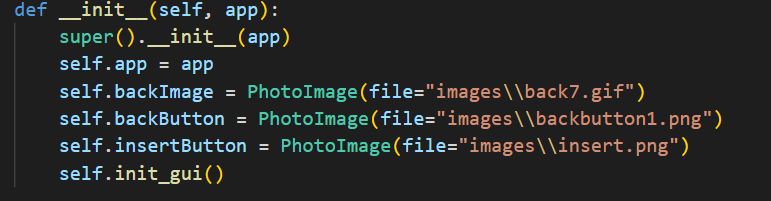 def __init__(self, app):
    super().__init__(app)
    self.app = app
    self.backImage = PhotoImage(file="images\\back7.gif")
    self.backButton = PhotoImage(file="images\\backbutton1.png")
    self.insertButton = PhotoImage(file="images\\insert.png")
    self.init_gui()